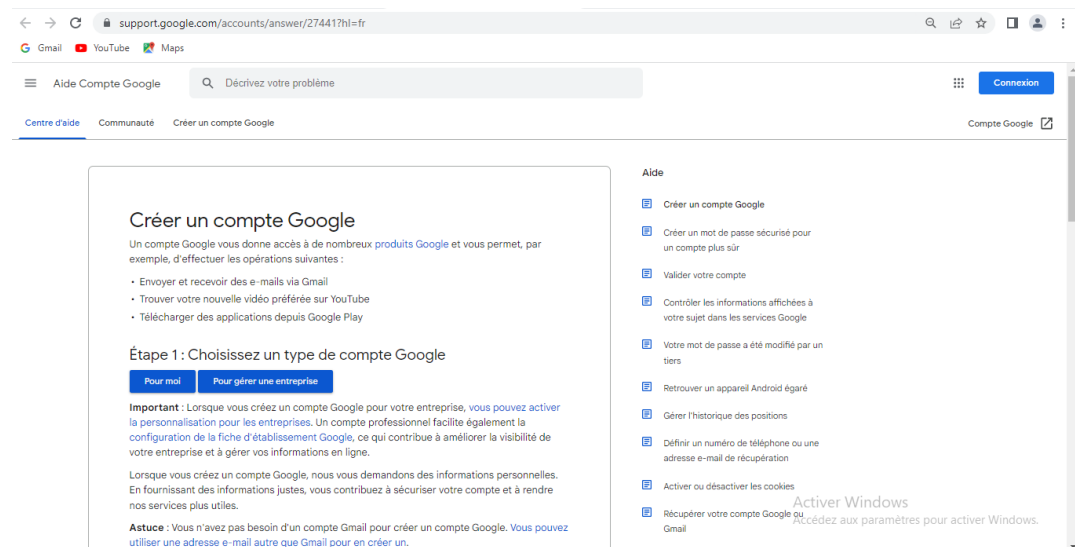 support.google.com/accounts/answer/27441?hl=fr
Gmail YouTube Maps
Aide Compte Google
Décrivez votre problème
Connexion
Centre d'aide Communauté Créer un compte Google
Compte Google
Créer un compte Google
Un compte Google vous donne accès à de nombreux produits Google et vous permet, par
exemple, d'effectuer les opérations suivantes :
• Envoyer et recevoir des e-mails via Gmail
• Trouver votre nouvelle vidéo préférée sur YouTube
• Télécharger des applications depuis Google Play
Étape 1 : Choisissez un type de compte Google
Pour moi Pour gérer une entreprise
Important : Lorsque vous créez un compte Google pour votre entreprise, vous pouvez activer
la personnalisation pour les entreprises. Un compte professionnel facilite également la
configuration de la fiche d'établissement Google, ce qui contribue à améliorer la visibilité de
votre entreprise et à gérer vos informations en ligne.
Lorsque vous créez un compte Google, nous vous demandons des informations personnelles.
En fournissant des informations justes, vous contribuez à sécuriser votre compte et à rendre
nos services plus utiles.
Astuce : Vous n'avez pas besoin d'un compte Gmail pour créer un compte Google. Vous pouvez
utiliser une adresse e-mail autre que Gmail pour en créer un.
Aide
Créer un compte Google
Créer un mot de passe sécurisé pour
un compte plus sûr
Valider votre compte
Contrôler les informations affichées à
votre sujet dans les services Google
Votre mot de passe a été modifié par un
tiers
Retrouver un appareil Android égaré
Gérer l'historique des positions
Définir un numéro de téléphone ou une
adresse e-mail de récupération
Activer ou désactiver les cookies
Récupérer votre compte Google ou
Gmail
Activer Windows
Accédez aux paramètres pour activer Windows.